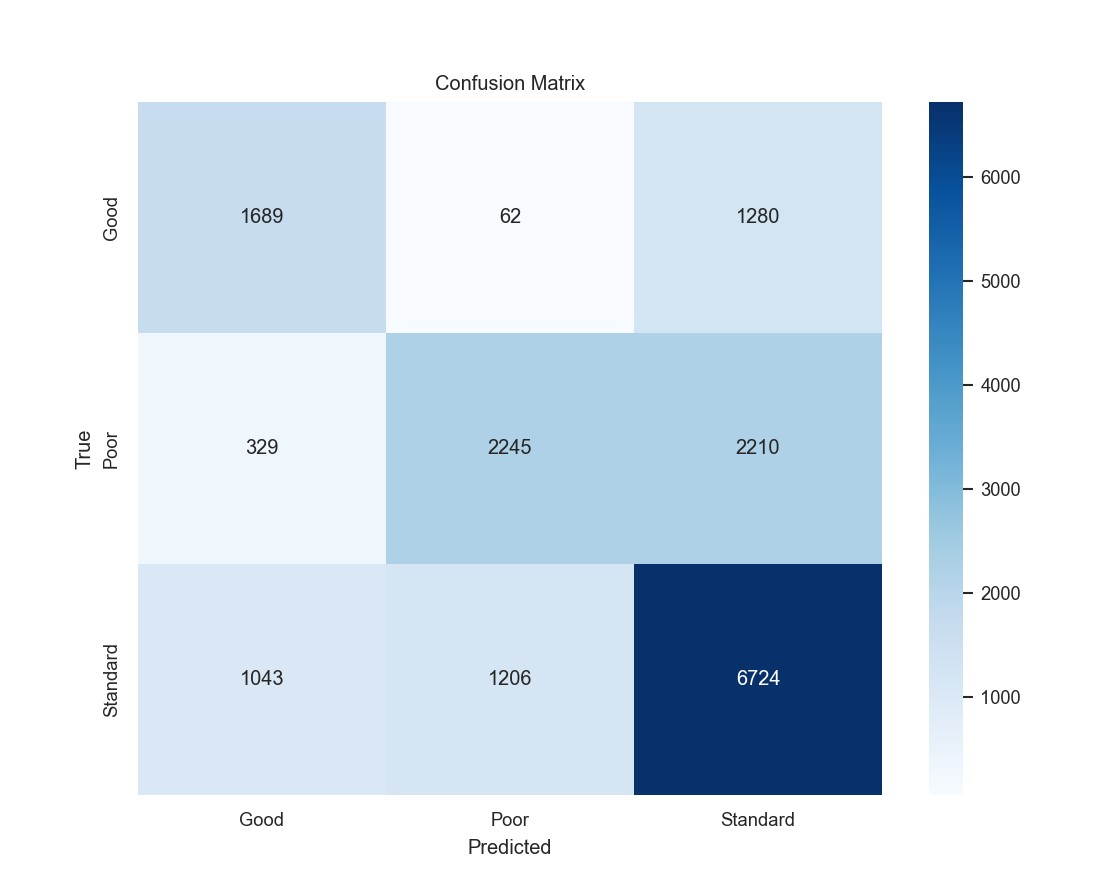 Confusion Matrix
Good
1689
62
1280
True
Poor
329
2245
2210
Standard
1043
1206
6724
Good
Poor
Standard
Predicted
6000
5000
4000
3000
2000
1000